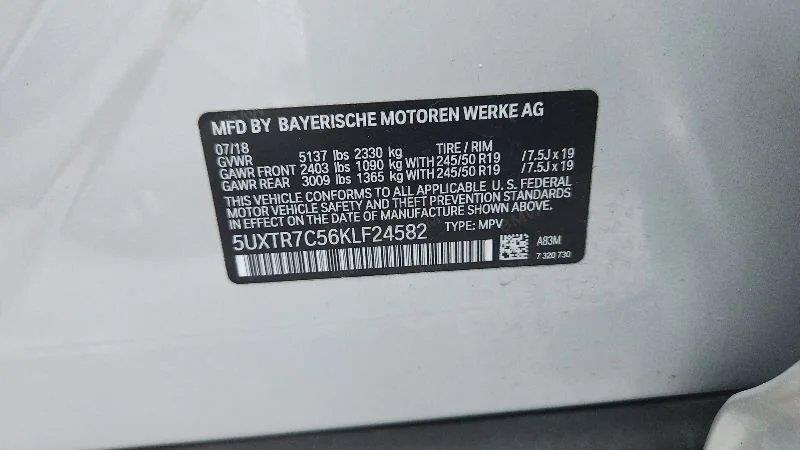 MFD BY BAYERISCHE MOTOREN WERKE AG
07/18 TIRE / RIM
GVWR 5137 lbs 2330 kg
GAWR FRONT 2403 lbs 1090 kg WITH 245/50 R19 /7.5J x 19
GAWR REAR 3009 lbs 1365 kg WITH 245/50 R19 /7.5J x 19
THIS VEHICLE CONFORMS TO ALL APPLICABLE U. S. FEDERAL
MOTOR VEHICLE SAFETY AND THEFT PREVENTION STANDARDS
IN EFFECT ON THE DATE OF MANUFACTURE SHOWN ABOVE.
5UXTR7C56KLF24582 TYPE: MPV
A83M
7 320 730